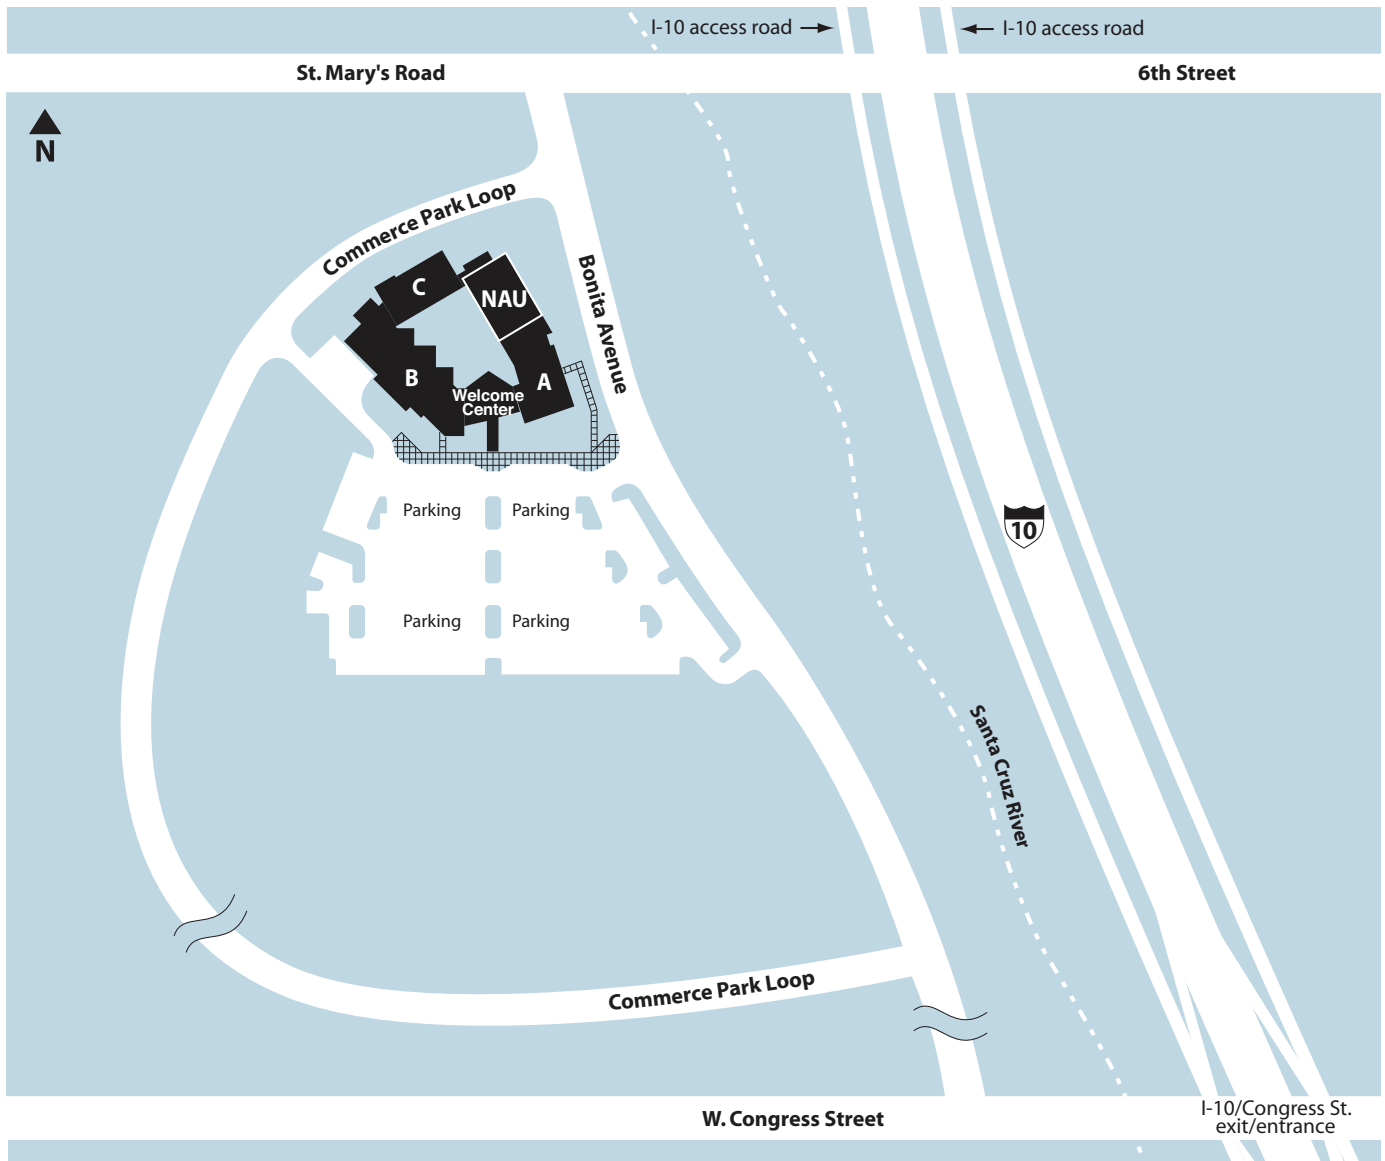 I-10 access road
I-10 access road
St. Mary's Road
6th Street
N
Commerce Park Loop
Bonita Avenue
C
NAU
B
A
Welcome
Center
Parking
Parking
10
Parking
Parking
Santa Cruz River
Commerce Park Loop
W. Congress Street
I-10/Congress St.
exit/entrance